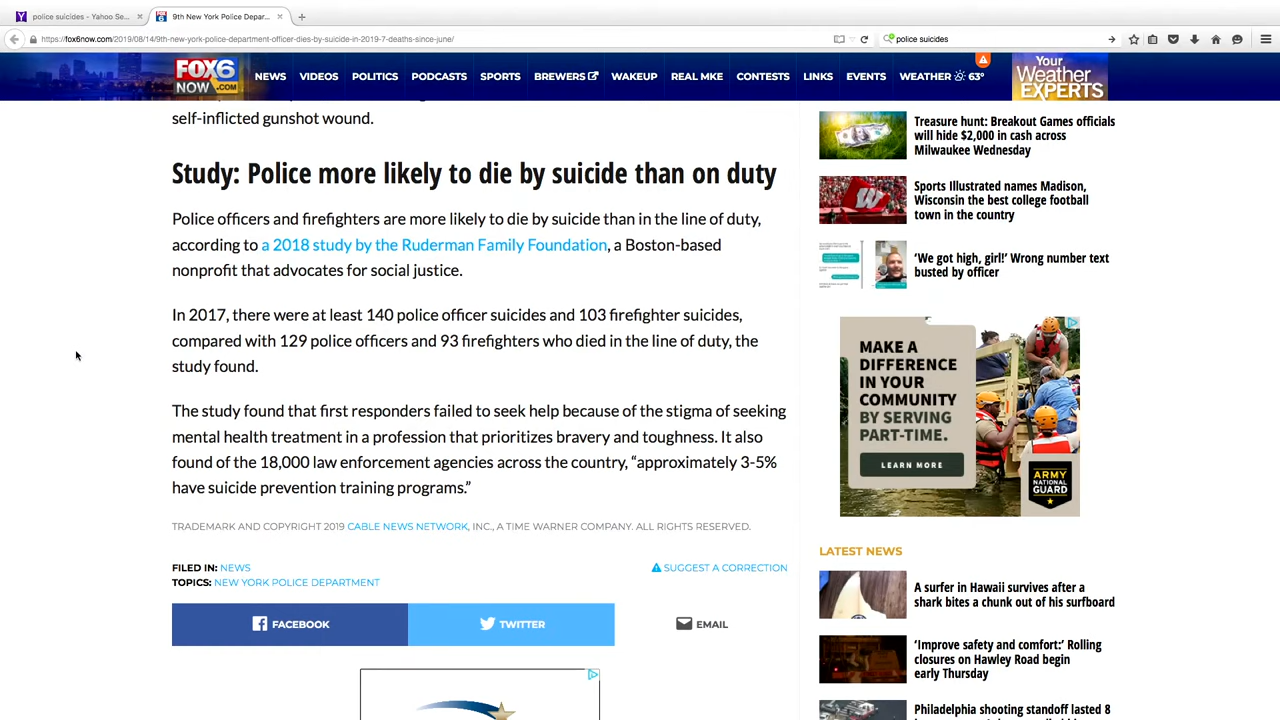 police suicides - Yahoo Se...
9th New York Police Depar...
https://fox6now.com/2019/08/14/9th-new-york-police-department-officer-dies-by-suicide-in-2019-7-deaths-since-june/
police suicides
FOX6
NOW.COM
NEWS VIDEOS POLITICS PODCASTS SPORTS BREWERS WAKEUP REAL MKE CONTESTS LINKS EVENTS WEATHER 63°
Your
Weather
EXPERTS
self-inflicted gunshot wound.
Study: Police more likely to die by suicide than on duty
Police officers and firefighters are more likely to die by suicide than in the line of duty,
according to a 2018 study by the Ruderman Family Foundation, a Boston-based
nonprofit that advocates for social justice.
In 2017, there were at least 140 police officer suicides and 103 firefighter suicides,
compared with 129 police officers and 93 firefighters who died in the line of duty, the
study found.
The study found that first responders failed to seek help because of the stigma of seeking
mental health treatment in a profession that prioritizes bravery and toughness. It also
found of the 18,000 law enforcement agencies across the country, “approximately 3-5%
have suicide prevention training programs.”
TRADEMARK AND COPYRIGHT 2019 CABLE NEWS NETWORK, INC., A TIME WARNER COMPANY. ALL RIGHTS RESERVED.
FILED IN: NEWS
SUGGEST A CORRECTION
TOPICS: NEW YORK POLICE DEPARTMENT
FACEBOOK
TWITTER
EMAIL
Treasure hunt: Breakout Games officials
will hide $2,000 in cash across
Milwaukee Wednesday
Sports Illustrated names Madison,
Wisconsin the best college football
town in the country
‘We got high, girl!’ Wrong number text
busted by officer
MAKE A
DIFFERENCE
IN YOUR
COMMUNITY
BY SERVING
PART-TIME.
LEARN MORE
ARMY
NATIONAL
GUARD
LATEST NEWS
A surfer in Hawaii survives after a
shark bites a chunk out of his surfboard
‘Improve safety and comfort:’ Rolling
closures on Hawley Road begin
early Thursday
Philadelphia shooting standoff lasted 8